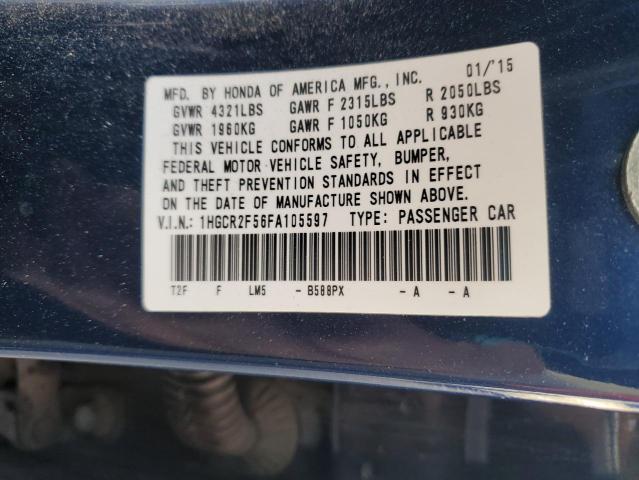 MFD. BY HONDA OF AMERICA MFG., INC. 01/'15
GVWR 4321LBS GAWR F 2315LBS R 2050LBS
GVWR 1960KG GAWR F 1050KG R 930KG
THIS VEHICLE CONFORMS TO ALL APPLICABLE
FEDERAL MOTOR VEHICLE SAFETY, BUMPER,
AND THEFT PREVENTION STANDARDS IN EFFECT
ON THE DATE OF MANUFACTURE SHOWN ABOVE.
V.I.N.: 1HGCR2F56FA105597 TYPE: PASSENGER CAR
T2F F LM5 - B588PX - A - A